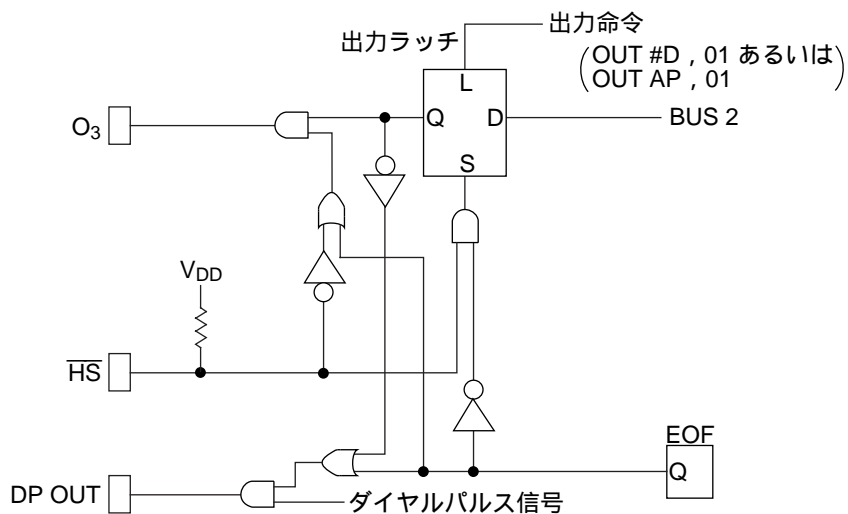 出力命令
出力ラッチ
(OUT #D , 01 あるいは
OUT AP , 01)
L
O3
Q
D
BUS 2
S
VDD
HS
EOF
Q
DP OUT
ダイヤルパルス信号